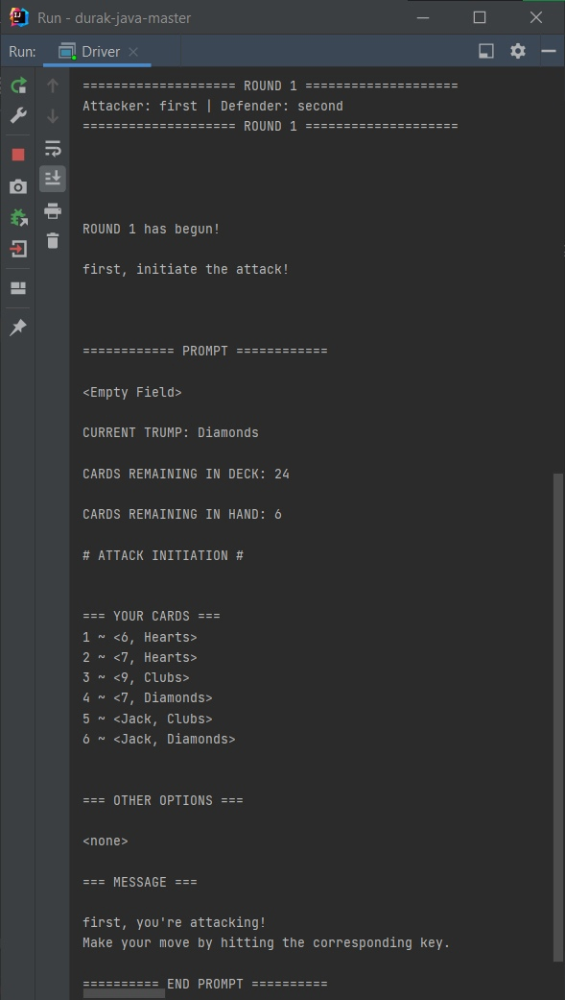 Run - durak-java-master
Run: Driver
==================== ROUND 1 ====================
Attacker: first | Defender: second
==================== ROUND 1 ====================
ROUND 1 has begun!
first, initiate the attack!
============ PROMPT ============
<Empty Field>
CURRENT TRUMP: Diamonds
CARDS REMAINING IN DECK: 24
CARDS REMAINING IN HAND: 6
# ATTACK INITIATION #
=== YOUR CARDS ===
1 ~ <6, Hearts>
2 ~ <7, Hearts>
3 ~ <9, Clubs>
4 ~ <7, Diamonds>
5 ~ <Jack, Clubs>
6 ~ <Jack, Diamonds>
=== OTHER OPTIONS ===
<none>
=== MESSAGE ===
first, you're attacking!
Make your move by hitting the corresponding key.
========== END PROMPT ==========